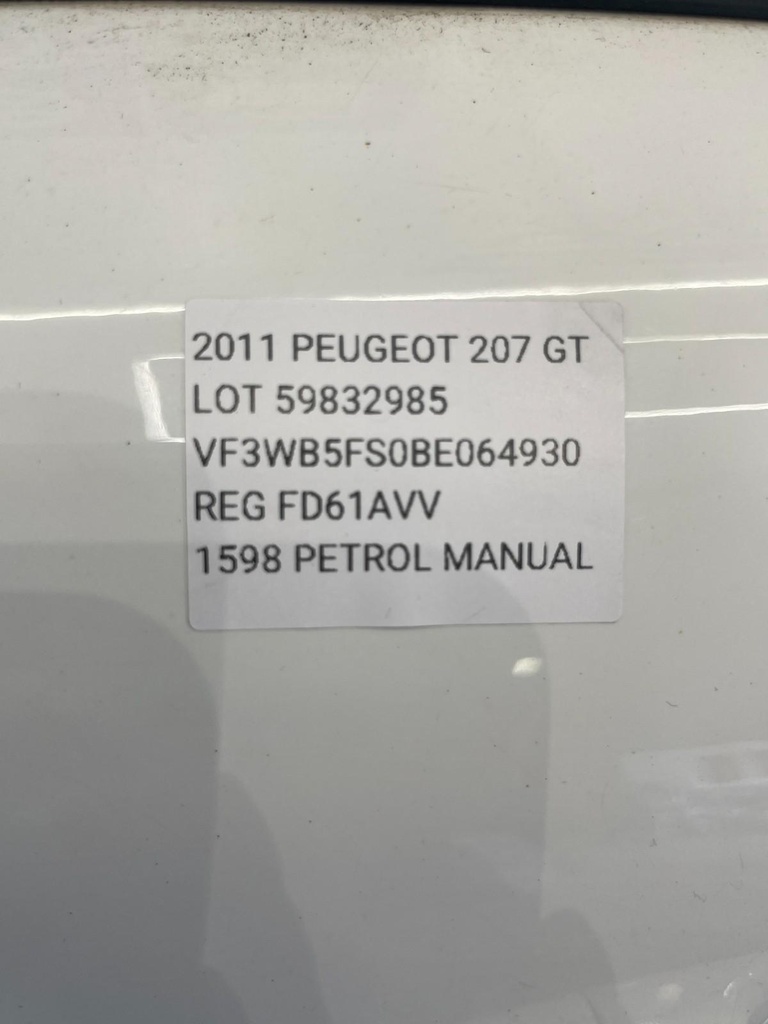 2011 PEUGEOT 207 GT
LOT 59832985
VF3WB5FS0BE064930
REG FD61AVV
1598 PETROL MANUAL